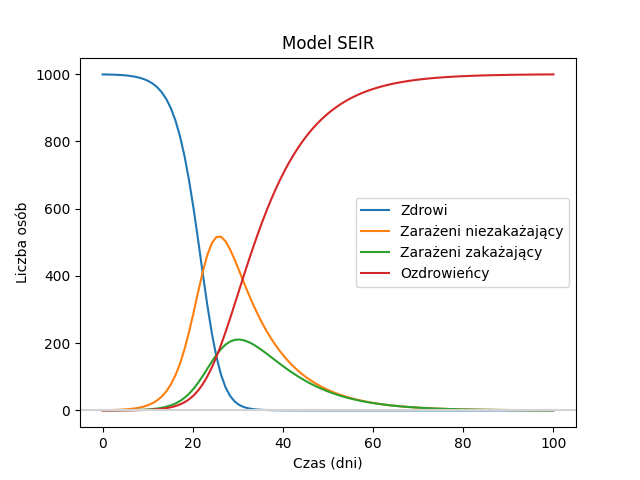 Model SEIR
Liczba osób
1000
800
600
400
200
0
Zdrowi
Zarażeni niezakażający
Zarażeni zakażający
Ozdrowieńcy
0 20 40 60 80 100
Czas (dni)